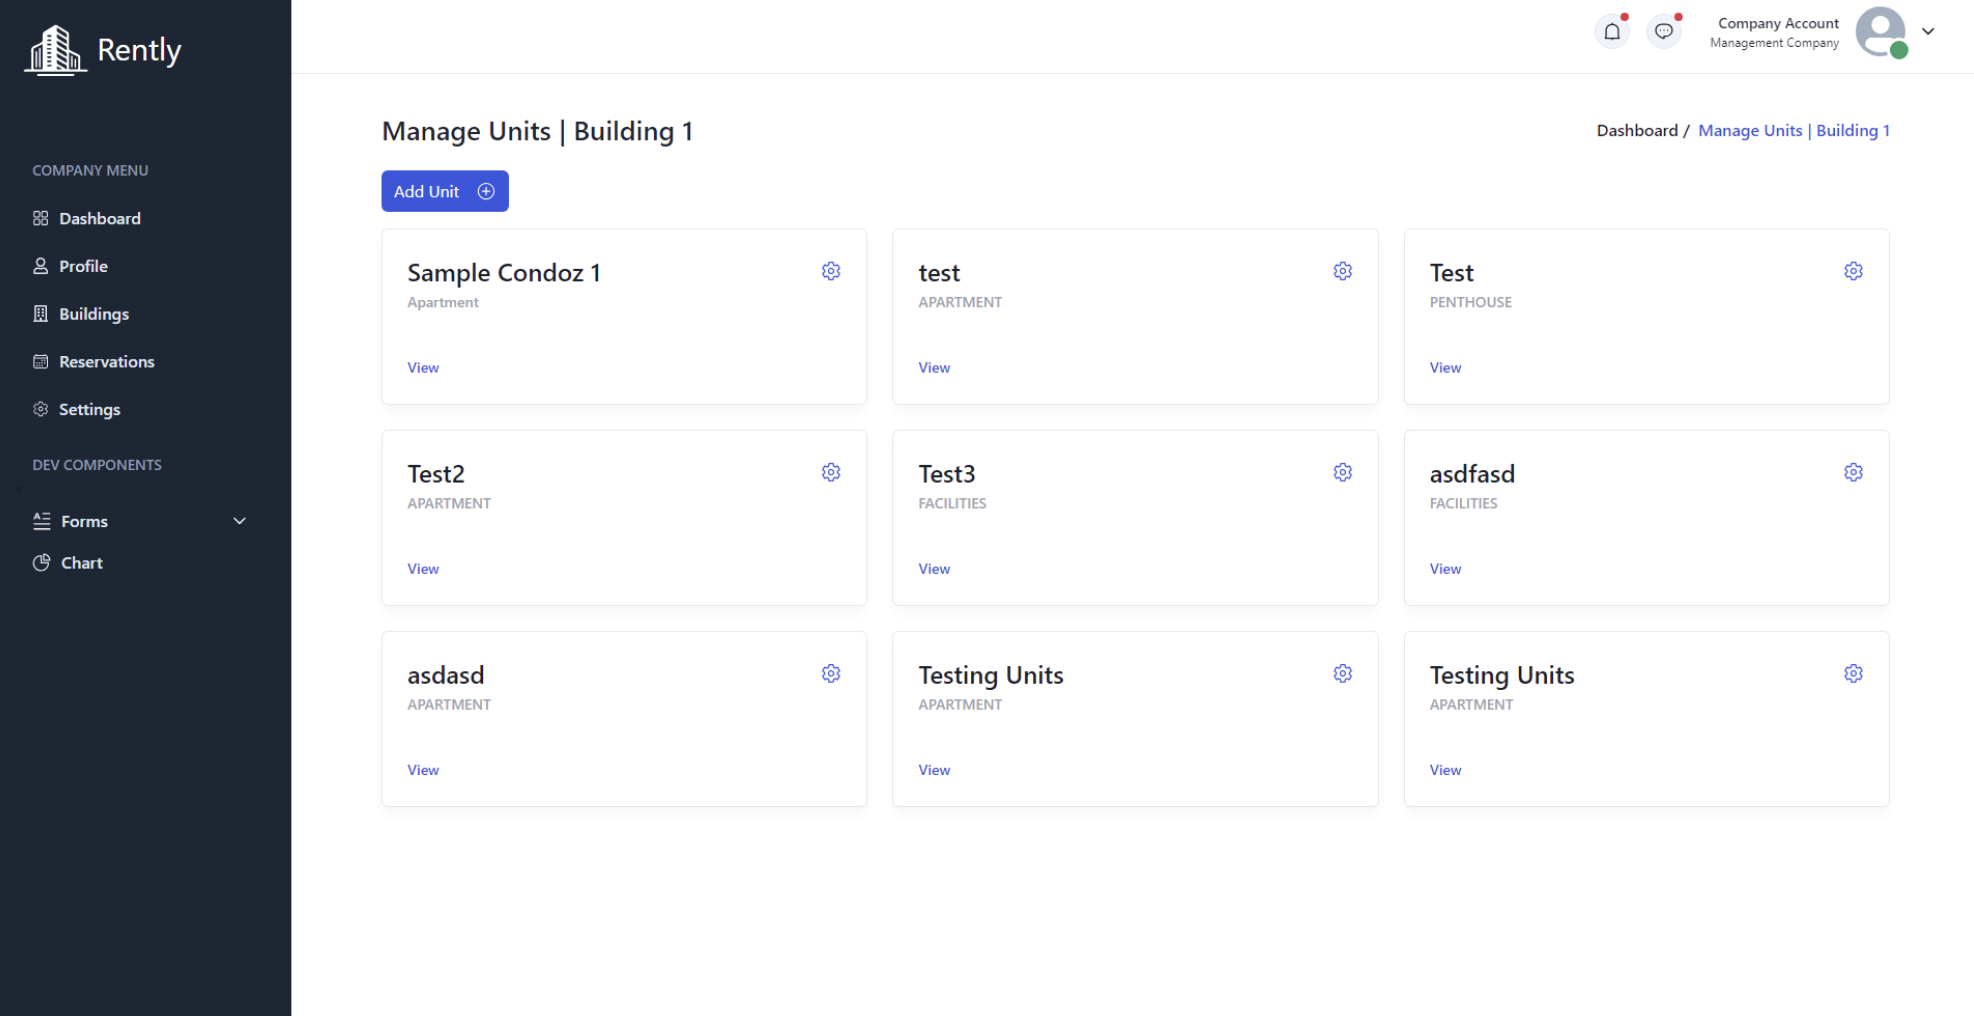 Rently
COMPANY MENU
Dashboard
Profile
Buildings
Reservations
Settings
DEV COMPONENTS
Forms
Chart
Company Account
Management Company
Manage Units | Building 1
Dashboard / Manage Units | Building 1
Add Unit
Sample Condoz 1
Apartment
View
test
APARTMENT
View
Test
PENTHOUSE
View
Test2
APARTMENT
View
Test3
FACILITIES
View
asdfasd
FACILITIES
View
asdasd
APARTMENT
View
Testing Units
APARTMENT
View
Testing Units
APARTMENT
View